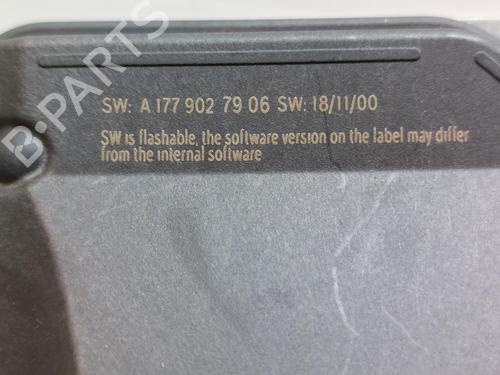 SW: A 177 902 79 06 SW: 18/11/00
SW is flashable, the software version on the label may differ
from the internal software
B-PARTS